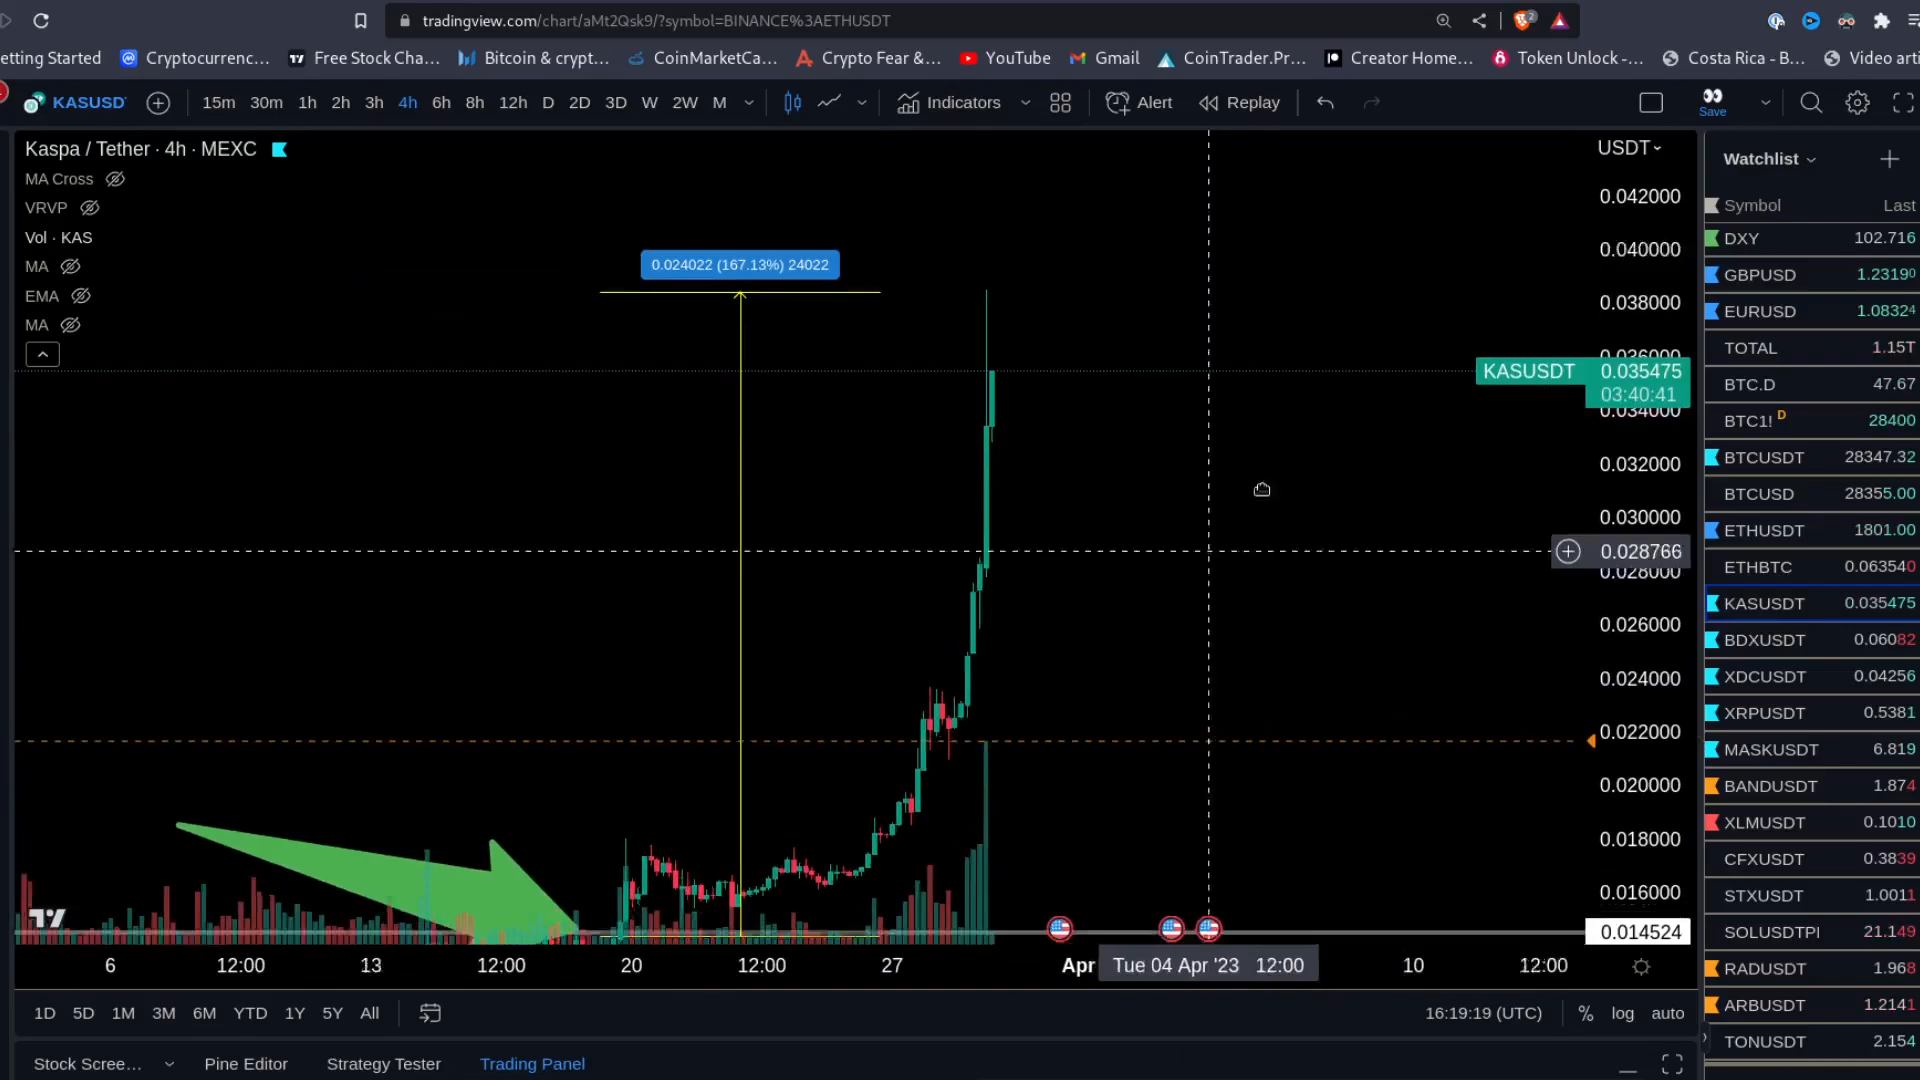 tradingview.com/chart/aMt2Qsk9/?symbol=BINANCE%3AETHUSDT
2
etting Started Cryptocurrenc... Free Stock Cha... Bitcoin & crypt... CoinMarketCa... Crypto Fear &... YouTube Gmail CoinTrader.Pr... Creator Home... Token Unlock -... Costa Rica - B... Video arti
KASUSD 15m 30m 1h 2h 3h 4h 6h 8h 12h D 2D 3D W 2W M Indicators Alert Replay Save
Kaspa / Tether · 4h · MEXC
MA Cross
VRVP
Vol · KAS
MA
EMA
MA
0.024022 (167.13%) 24022
USDT
0.042000
0.040000
0.038000
0.036000
KASUSDT 0.035475
03:40:41
0.034000
0.032000
0.030000
0.028766
0.028000
0.026000
0.024000
0.022000
0.020000
0.018000
0.016000
0.014524
6 12:00 13 12:00 20 12:00 27 Apr Tue 04 Apr '23 12:00 10 12:00
1D 5D 1M 3M 6M YTD 1Y 5Y All 16:19:19 (UTC) % log auto
Stock Scree... Pine Editor Strategy Tester Trading Panel
Watchlist
Symbol Last
DXY 102.716
GBPUSD 1.23190
EURUSD 1.08324
TOTAL 1.15T
BTC.D 47.67
BTC1! D 28400
BTCUSDT 28347.32
BTCUSD 28355.00
ETHUSDT 1801.00
ETHBTC 0.063540
KASUSDT 0.035475
BDXUSDT 0.06082
XDCUSDT 0.04256
XRPUSDT 0.5381
MASKUSDT 6.819
BANDUSDT 1.874
XLMUSDT 0.1010
CFXUSDT 0.3839
STXUSDT 1.0011
SOLUSDTPI 21.149
RADUSDT 1.968
ARBUSDT 1.2141
TONUSDT 2.154